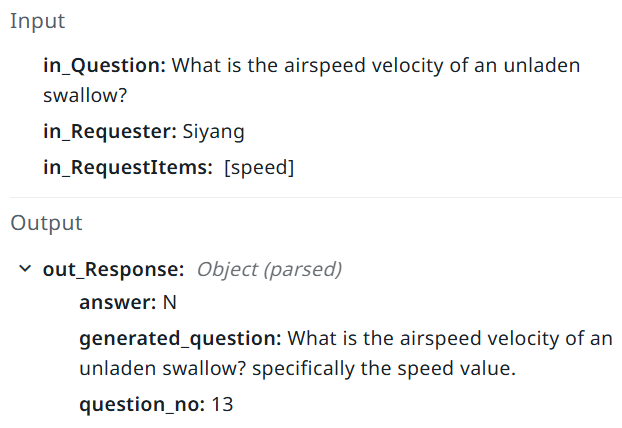 Input
in_Question: What is the airspeed velocity of an unladen
swallow?
in_Requester: Siyang
in_RequestItems: [speed]
Output
out_Response: Object (parsed)
answer: N
generated_question: What is the airspeed velocity of an
unladen swallow? specifically the speed value.
question_no: 13